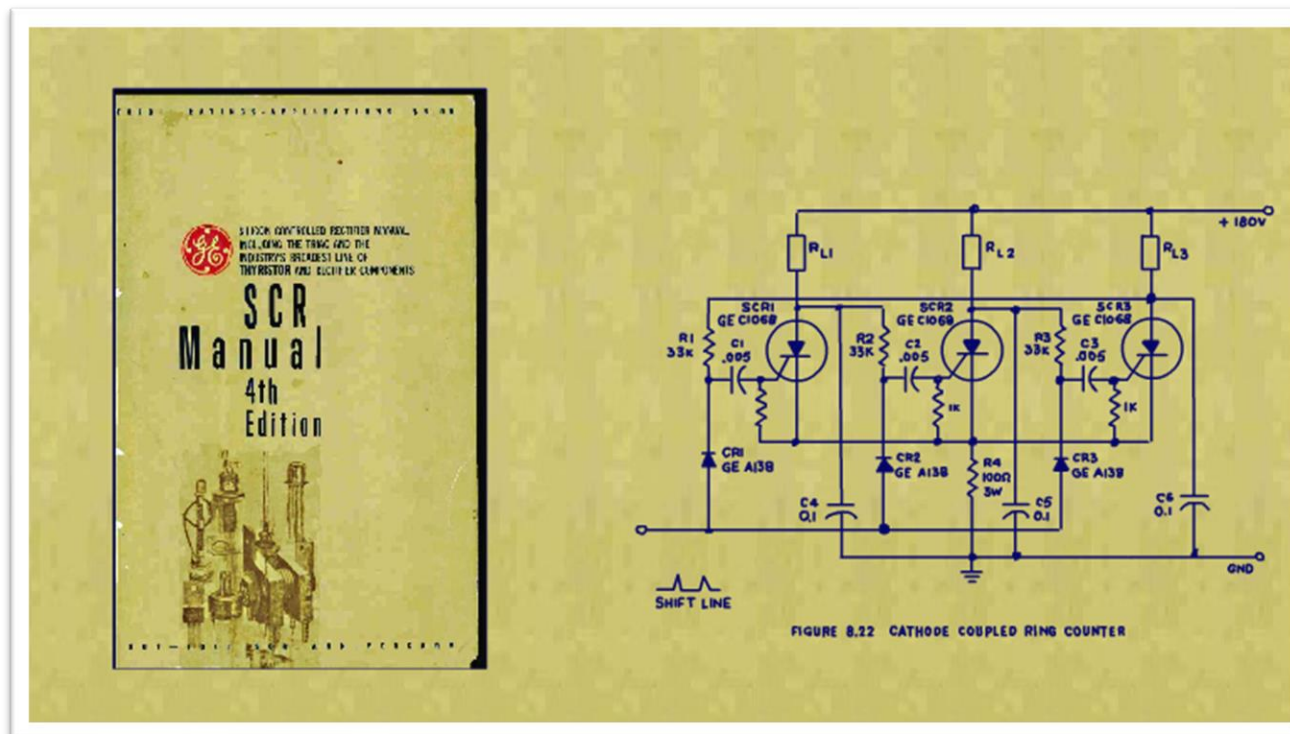 GE
SILICON CONTROLLED RECTIFIER MANUAL,
INCLUDING THE TRIAC AND THE
INDUSTRY'S BROADEST LINE OF
THYRISTOR AND RECTIFIER COMPONENTS
SCR
Manual
4th
Edition
+ 180V
RL1
RL2
RL3
SCR1
GE C106B
SCR2
GE C106B
SCR3
GE C106B
R1
33K
C1
.005
R2
33K
C2
.005
R3
33K
C3
.005
1K
1K
CR1
GE A13B
CR2
GE A13B
R4
100Ω
3W
CR3
GE A13B
C4
0.1
C5
0.1
C6
0.1
GND
SHIFT LINE
FIGURE 8.22 CATHODE COUPLED RING COUNTER